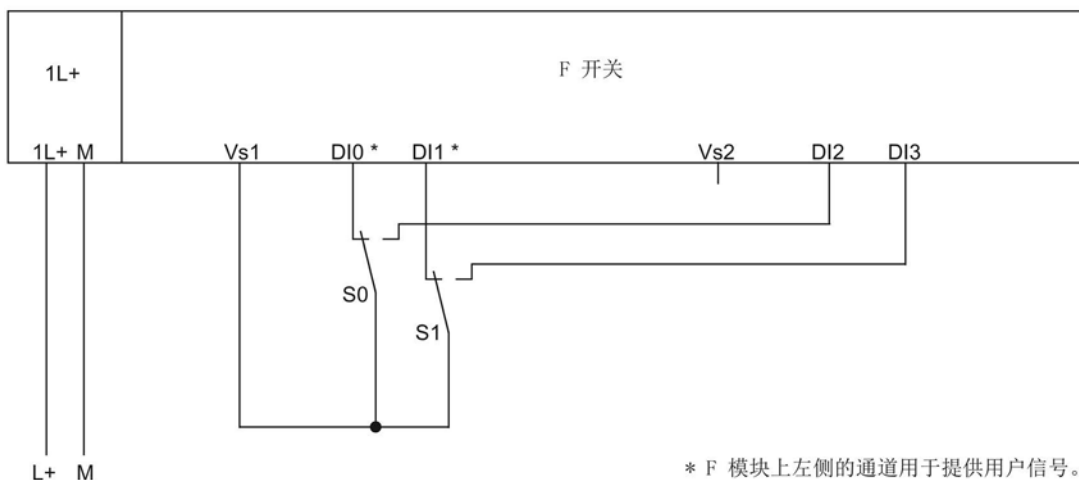 1L+
F 开关
1L+ M Vs1 DI0 * DI1 * Vs2 DI2 DI3
S0
S1
L+ M
* F 模块上左侧的通道用于提供用户信号。